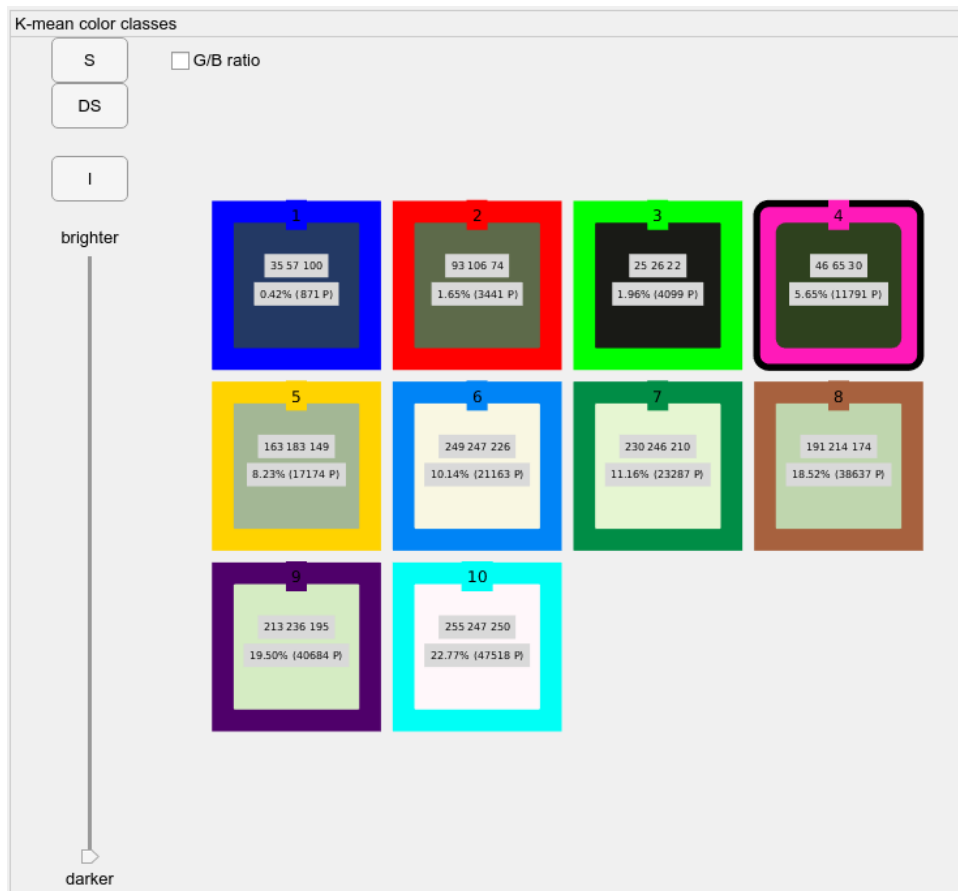 K-mean color classes
S
G/B ratio
DS
I
brighter
1
35 57 100
0.42% (871 P)
2
93 106 74
1.65% (3441 P)
3
25 26 22
1.96% (4099 P)
4
46 65 30
5.65% (11791 P)
5
163 183 149
8.23% (17174 P)
6
249 247 226
10.14% (21163 P)
7
230 246 210
11.16% (23287 P)
8
191 214 174
18.52% (38637 P)
9
213 236 195
19.50% (40684 P)
10
255 247 250
22.77% (47518 P)
darker